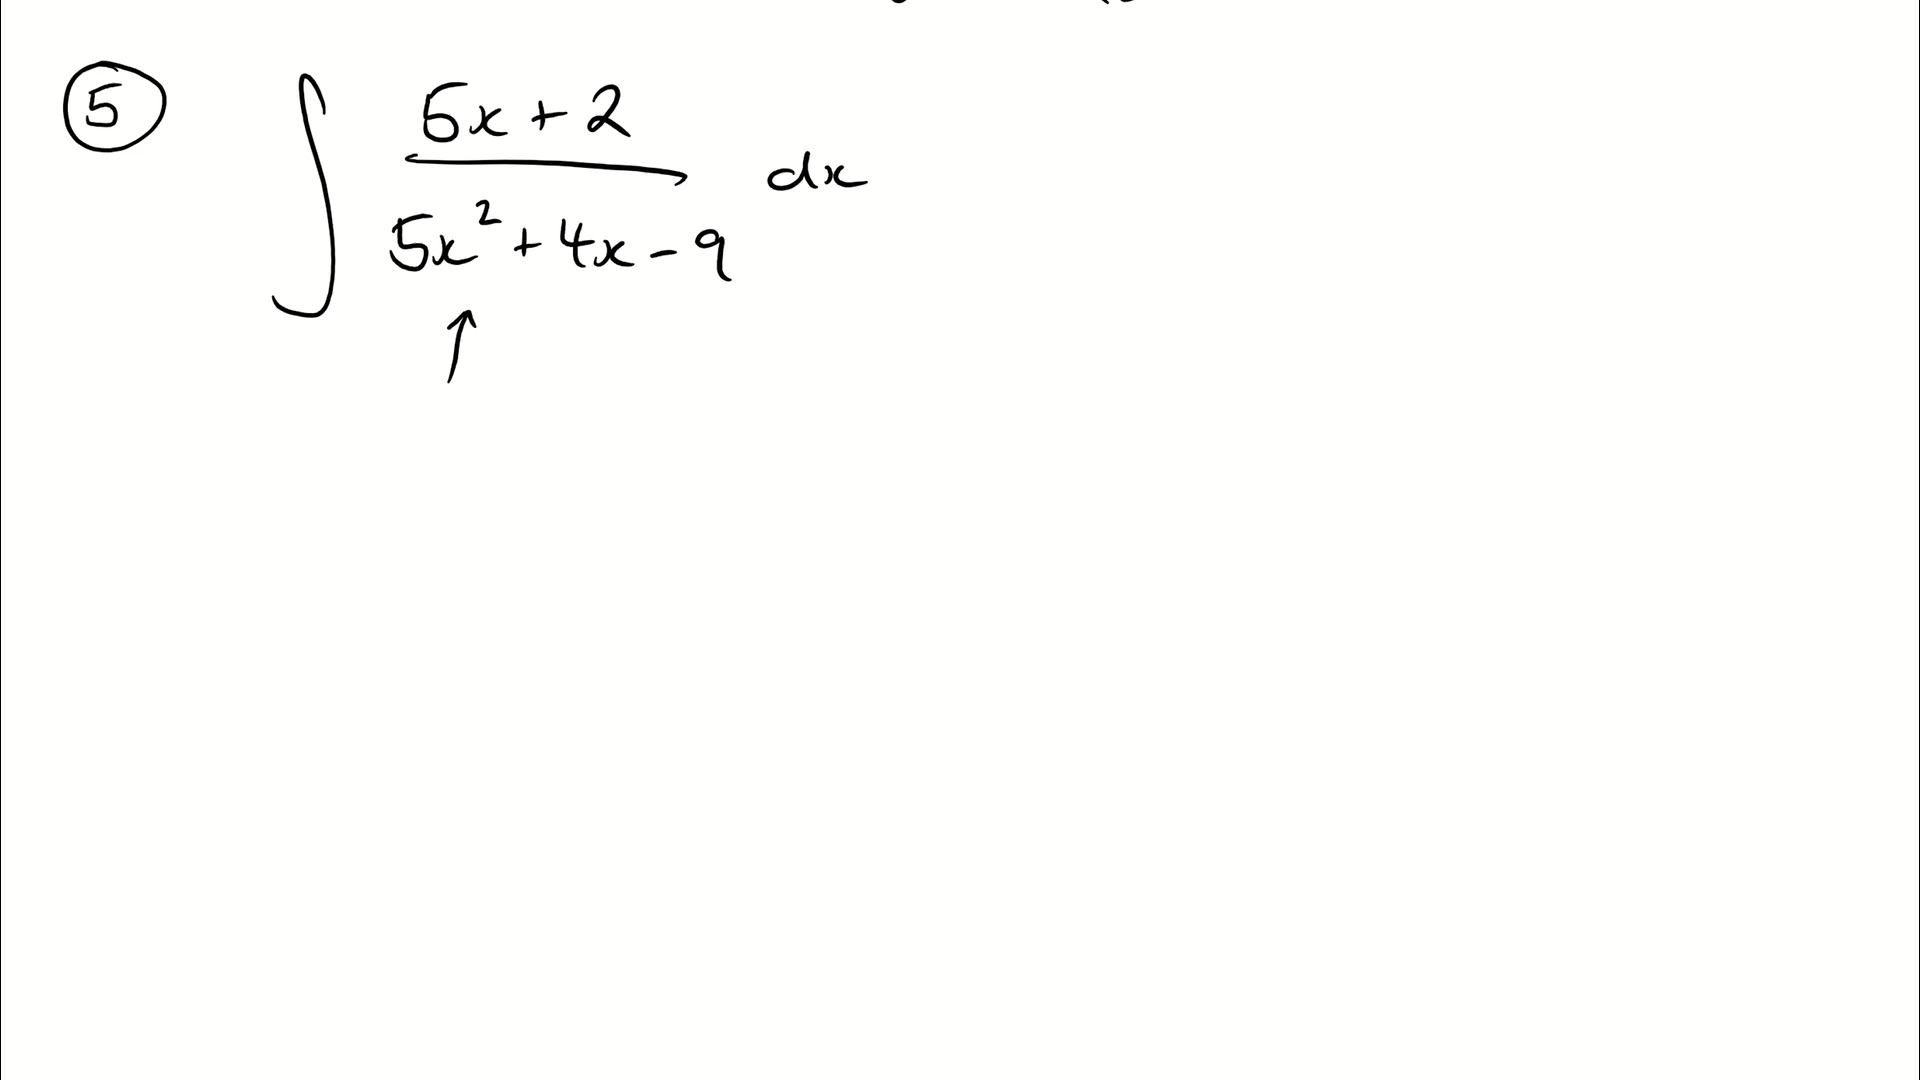 ⑤ ∫ (5x + 2) / (5x² + 4x - 9) dx
↑